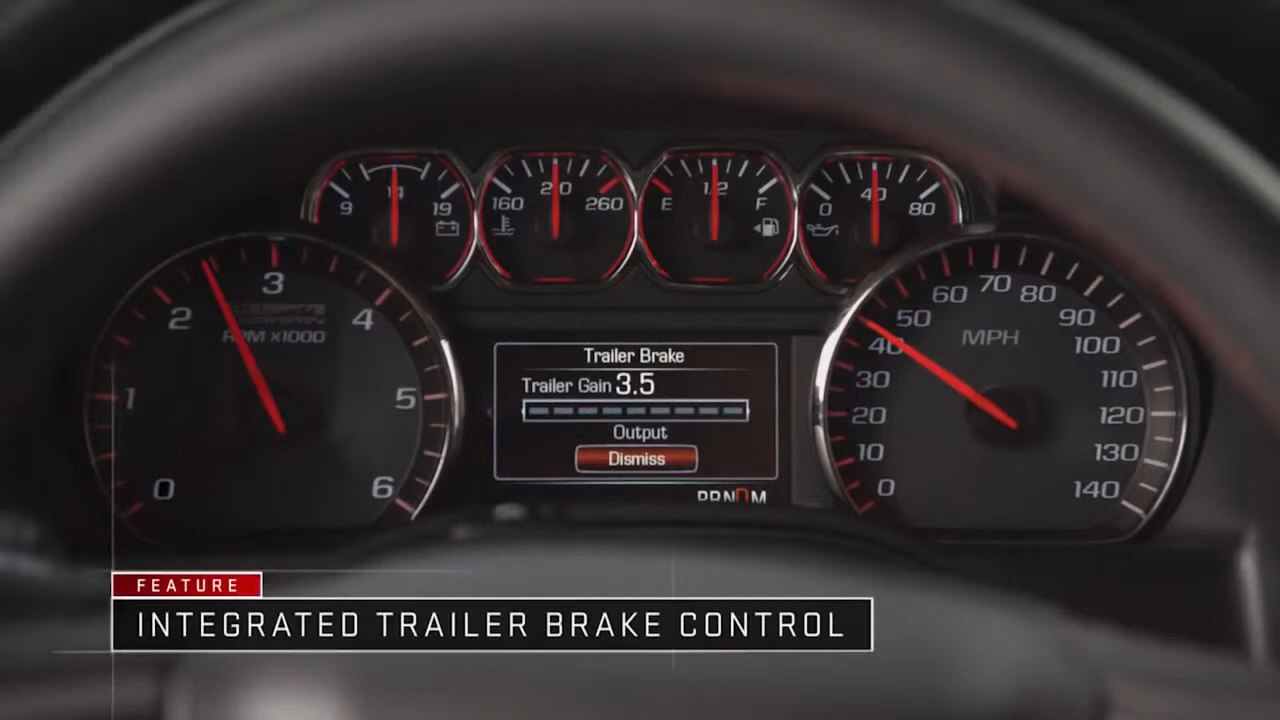 9 14 19
160 210 260
E 1/2 F
0 40 80
0 1 2 3 4 5 6
RPM x1000
Trailer Brake
Trailer Gain 3.5
Output
Dismiss
PRNDM
0 10 20 30 40 50 60 70 80 90 100 110 120 130 140
MPH
FEATURE
INTEGRATED TRAILER BRAKE CONTROL